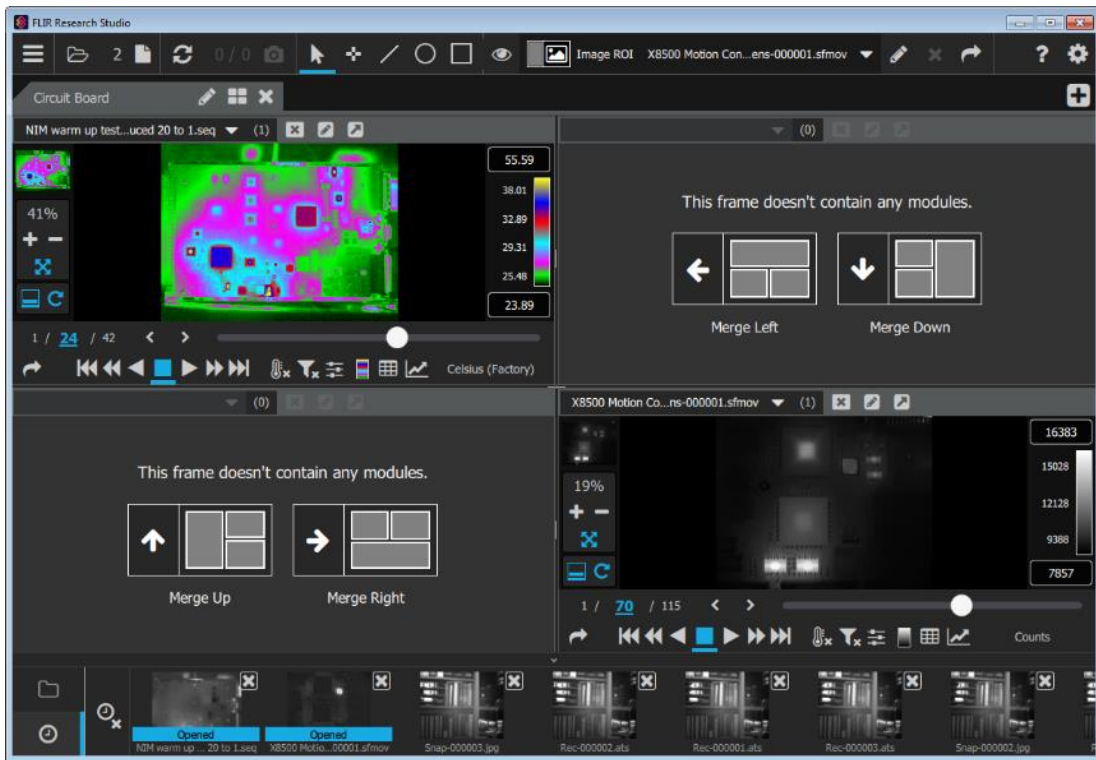 FLIR Research Studio
2
0 / 0
Image ROI X8500 Motion Con...ens-000001.sfmov
?
Circuit Board
NIM warm up test...uced 20 to 1.seq (1)
41%
55.59
38.01
32.89
29.31
25.48
23.89
1 / 24 / 42
Celsius (Factory)
(0)
This frame doesn't contain any modules.
Merge Left Merge Down
(0)
This frame doesn't contain any modules.
Merge Up Merge Right
X8500 Motion Co...ns-000001.sfmov (1)
19%
16383
15028
12128
9388
7857
1 / 70 / 115
Counts
Opened Opened
NIM warm up ... 20 to 1.seq X8500 Motio...00001.sfmov Snap-000003.jpg Rec-000002.ats Rec-000001.ats Rec-000003.ats Snap-000002.jpg